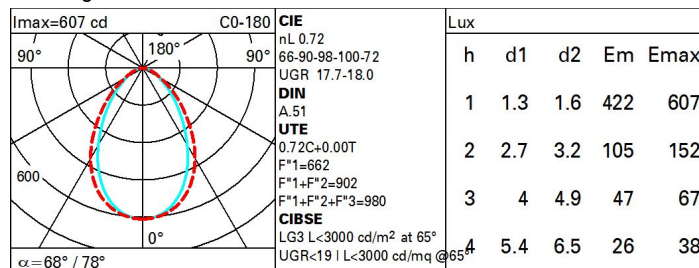 Imax=607 cd C0-180
90° 180° 90°
600
0°
α=68° / 78°
CIE
nL 0.72
66-90-98-100-72
UGR 17.7-18.0
DIN
A.51
UTE
0.72C+0.00T
F"1=662
F"1+F"2=902
F"1+F"2+F"3=980
CIBSE
LG3 L<3000 cd/m² at 65°
UGR<19 | L<3000 cd/mq @65°
Lux
h d1 d2 Em Emax
1 1.3 1.6 422 607
2 2.7 3.2 105 152
3 4 4.9 47 67
4 5.4 6.5 26 38